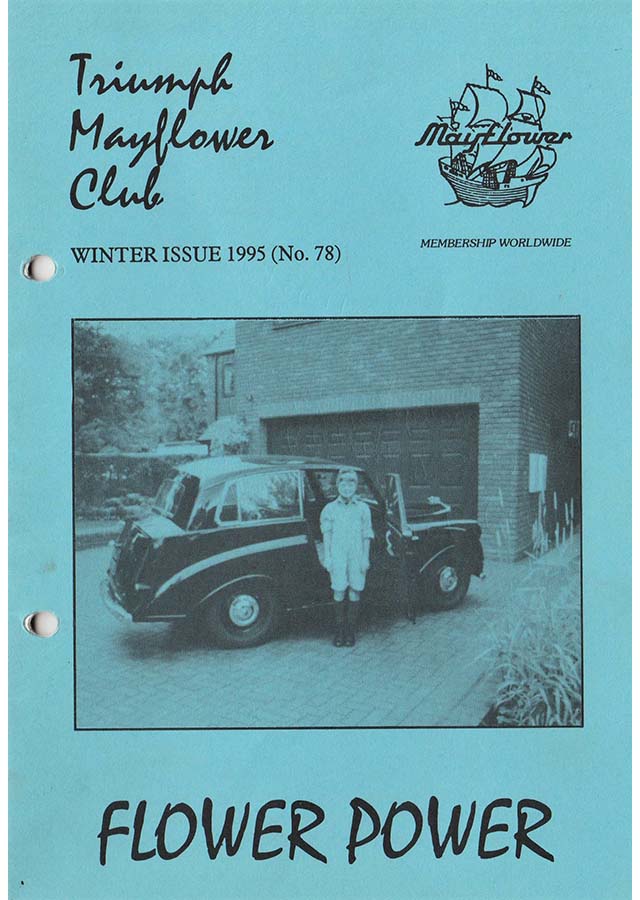 Triumph
Mayflower
Club
Mayflower
MEMBERSHIP WORLDWIDE
WINTER ISSUE 1995 (No. 78)
FLOWER POWER